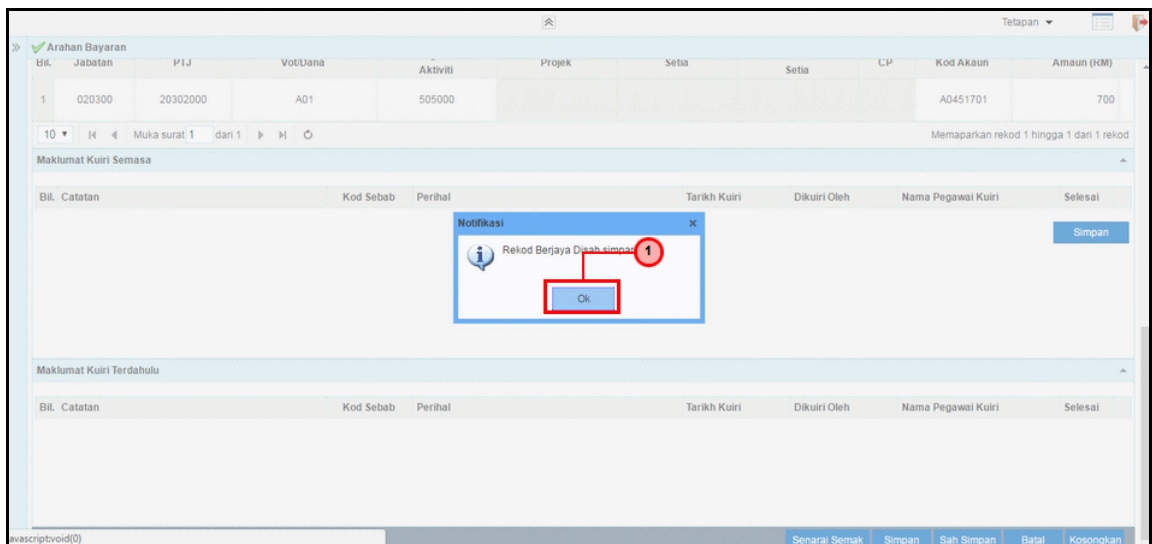 Tetapan
Arahan Bayaran
Bil. Jabatan PTJ Vot/Dana Aktiviti Projek Setia Setia CP Kod Akaun Amaun (RM)
1 020300 20302000 A01 505000 A0451701 700
10 Muka surat 1 dari 1 Memaparkan rekod 1 hingga 1 dari 1 rekod
Maklumat Kuiri Semasa
Bil. Catatan Kod Sebab Perihal Tarikh Kuiri Dikuiri Oleh Nama Pegawai Kuiri Selesai
Simpan
Notifikasi x
Rekod Berjaya Disah simpan 1
Ok
Maklumat Kuiri Terdahulu
Bil. Catatan Kod Sebab Perihal Tarikh Kuiri Dikuiri Oleh Nama Pegawai Kuiri Selesai
avascript:void(0) Senarai Semak Simpan Sah Simpan Batal Kosongkan